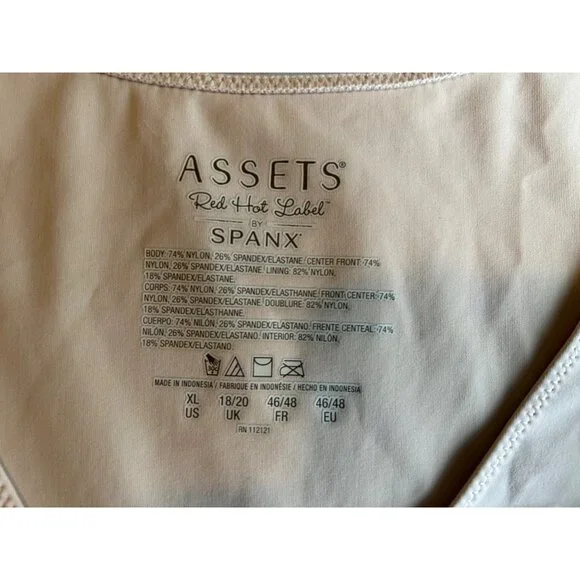 ASSETS®
Red Hot Label™
BY
SPANX®
BODY: 74% NYLON, 26% SPANDEX/ELASTANE. CENTER FRONT: 74%
NYLON, 26% SPANDEX/ELASTANE. LINING: 82% NYLON,
18% SPANDEX/ELASTANE.
CORPS: 74% NYLON, 26% SPANDEX/ELASTHANNE. FRONT CENTER: 74%
NYLON, 26% SPANDEX/ELASTANE. DOUBLURE: 82% NYLON,
18% SPANDEX/ELASTHANNE.
CUERPO: 74% NILÓN, 26% SPANDEX/ELASTANO. FRENTE CENTEAL: 74%
NILÓN, 26% SPANDEX/ELASTANO. INTERIOR: 82% NILÓN,
18% SPANDEX/ELASTANO.
MADE IN INDONESIA / FABRIQUE EN INDONÉSIE / HECHO EN INDONESIA
XL US 18/20 UK 46/48 FR 46/48 EU
RN 112121